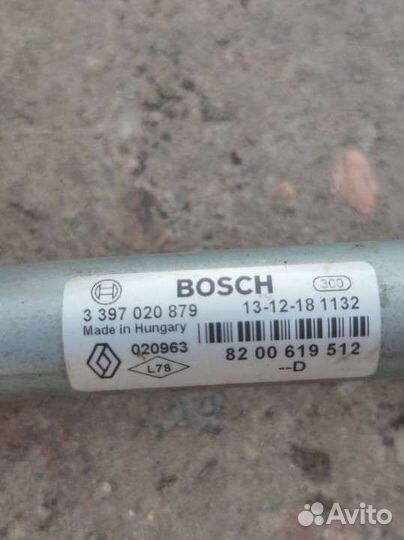 BOSCH
300
3 397 020 879
13-12-18 1132
Made in Hungary
020963
82 00 619 512
L78
--D
Avito